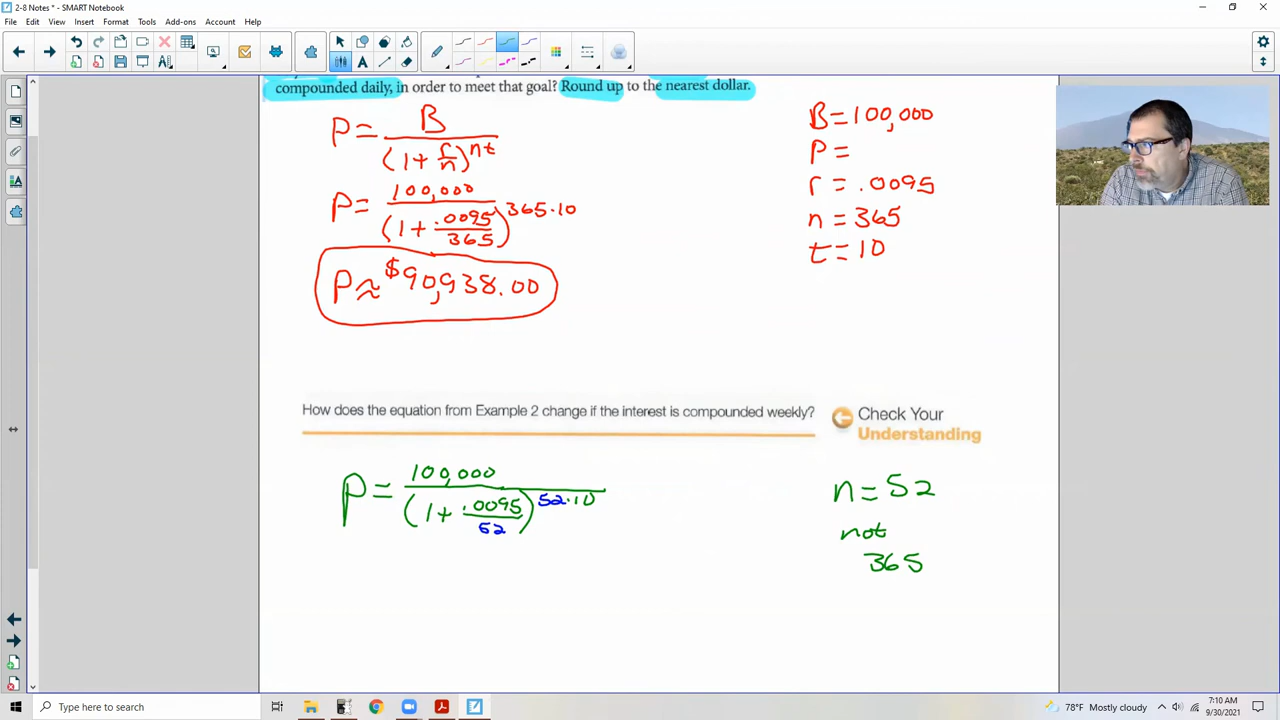 2-8 Notes * - SMART Notebook
File Edit View Insert Format Tools Add-ons Account Help
compounded daily, in order to meet that goal? Round up to the nearest dollar.
P = B / (1 + r/n)^nt
P = 100,000 / (1 + .0095/365)^365·10
P ≈ $90,938.00
B = 100,000
P =
r = .0095
n = 365
t = 10
How does the equation from Example 2 change if the interest is compounded weekly?
Check Your
Understanding
P = 100,000 / (1 + .0095/52)^52·10
n = 52
not
365
Type here to search
78°F Mostly cloudy
7:10 AM
9/30/2021